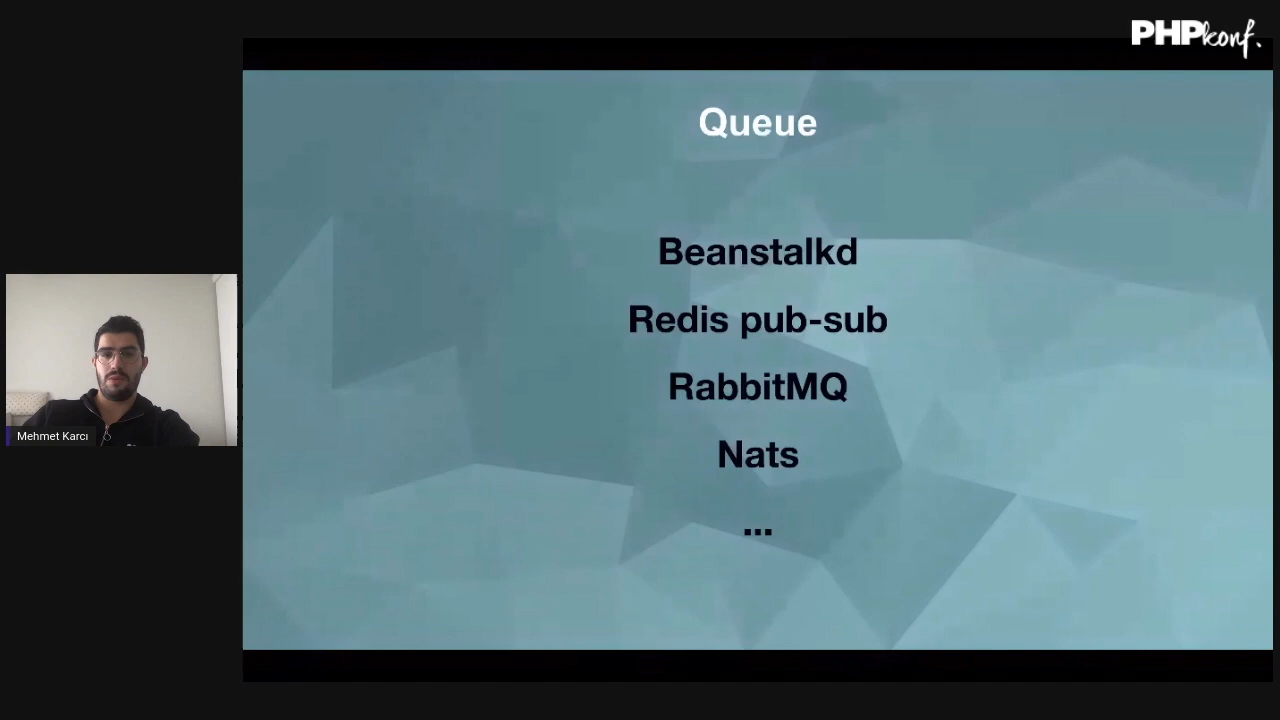 PHPkonf.
Queue
Beanstalkd
Redis pub-sub
RabbitMQ
Nats
...
Mehmet Karcı